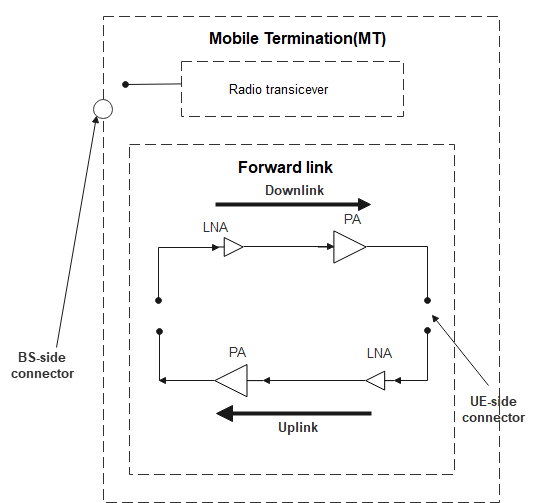 Mobile Termination(MT)
Radio transicever
Forward link
Downlink
LNA
PA
BS-side
connector
PA
LNA
UE-side
connector
Uplink